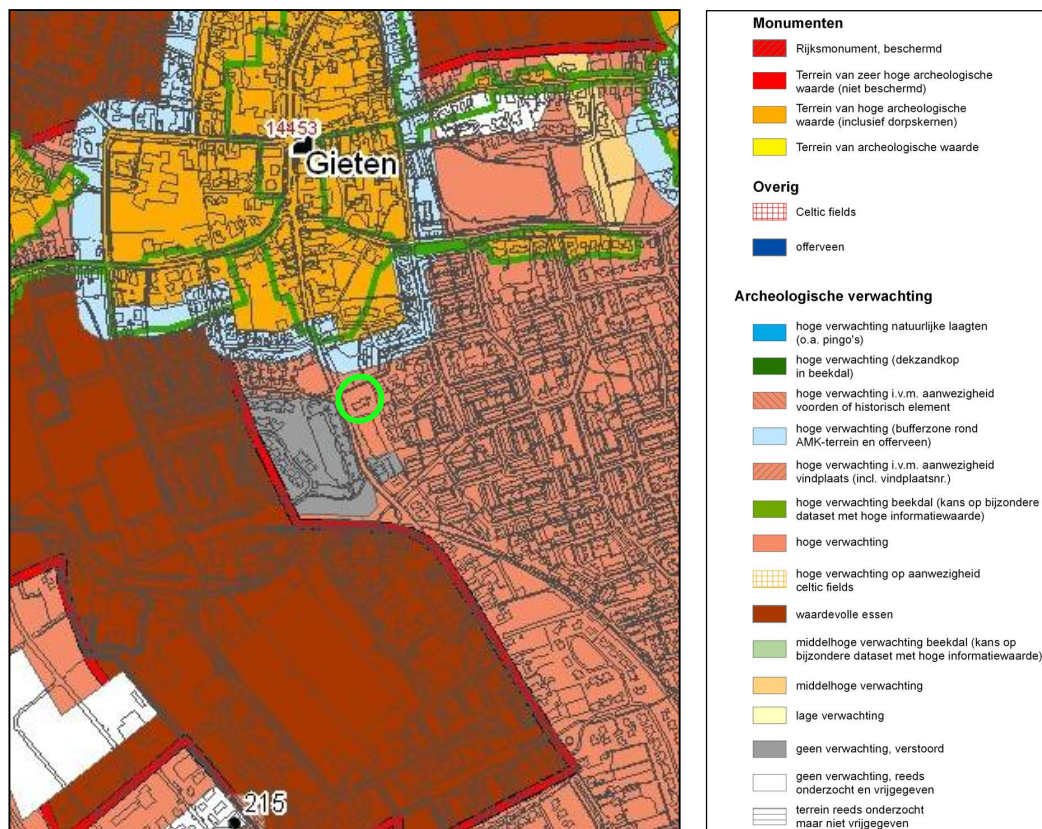 14453
Gieten
215
Monumenten
Rijksmonument, beschermd
Terrein van zeer hoge archeologische
waarde (niet beschermd)
Terrein van hoge archeologische
waarde (inclusief dorpskernen)
Terrein van archeologische waarde
Overig
Celtic fields
offerveen
Archeologische verwachting
hoge verwachting natuurlijke laagten
(o.a. pingo's)
hoge verwachting (dekzandkop
in beekdal)
hoge verwachting i.v.m. aanwezigheid
voorden of historisch element
hoge verwachting (bufferzone rond
AMK-terrein en offerveen)
hoge verwachting i.v.m. aanwezigheid
vindplaats (incl. vindplaatsnr.)
hoge verwachting beekdal (kans op bijzondere
dataset met hoge informatiewaarde)
hoge verwachting
hoge verwachting op aanwezigheid
celtic fields
waardevolle essen
middelhoge verwachting beekdal (kans op
bijzondere dataset met hoge informatiewaarde)
middelhoge verwachting
lage verwachting
geen verwachting, verstoord
geen verwachting, reeds
onderzocht en vrijgegeven
terrein reeds onderzocht
maar niet vrijgegeven